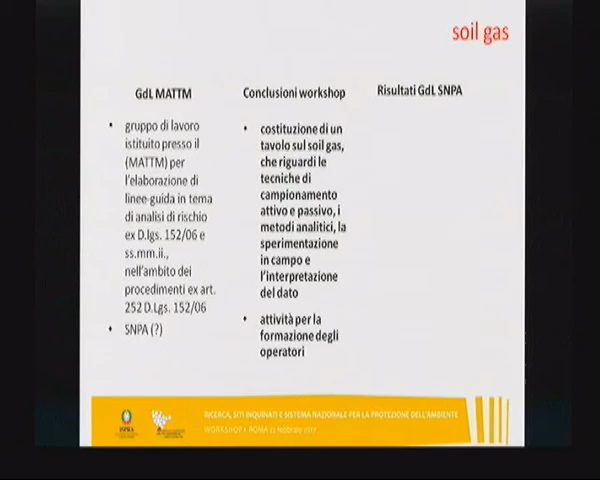 soil gas
GdL MATTM
Conclusioni workshop
Risultati GdL SNPA
• gruppo di lavoro
istituito presso il
(MATTM) per
l'elaborazione di
linee-guida in tema
di analisi di rischio
ex D.lgs. 152/06 e
ss.mm.ii.,
nell'ambito dei
procedimenti ex art.
252 D.Lgs. 152/06
• SNPA (?)
• costituzione di un
tavolo sul soil gas,
che riguardi le
tecniche di
campionamento
attivo e passivo, i
metodi analitici, la
sperimentazione
in campo e
l'interpretazione
del dato
• attività per la
formazione degli
operatori
RICERCA, SITI INQUINATI E SISTEMA NAZIONALE PER LA PROTEZIONE DELL'AMBIENTE
WORKSHOP • ROMA